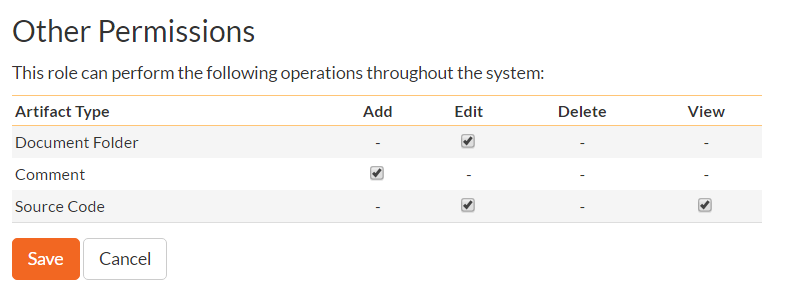 Other Permissions
This role can perform the following operations throughout the system:
Artifact Type Add Edit Delete View
Document Folder - - -
Comment - - -
Source Code - -
Save Cancel